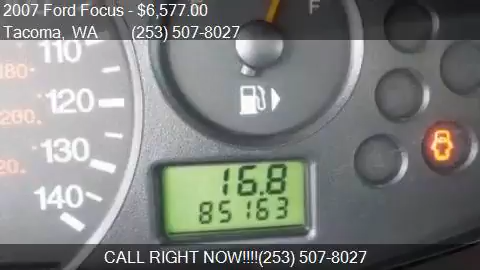 2007 Ford Focus - $6,577.00
Tacoma, WA (253) 507-8027
F
110
180
120
200
130
220
140
16.8
85163
CALL RIGHT NOW!!!!(253) 507-8027